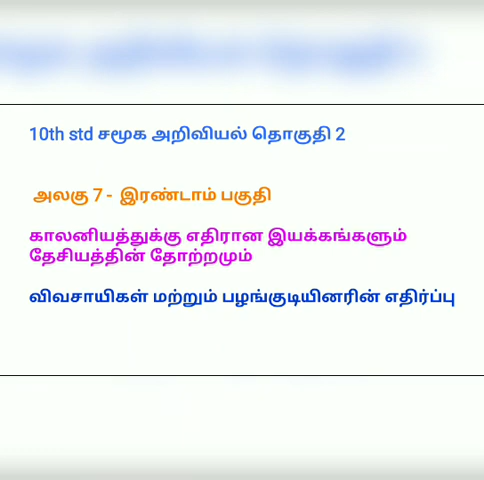 10th std சமூக அறிவியல் தொகுதி 2
அலகு 7 - இரண்டாம் பகுதி
காலனியத்துக்கு எதிரான இயக்கங்களும்
தேசியத்தின் தோற்றமும்
விவசாயிகள் மற்றும் பழங்குடியினரின் எதிர்ப்பு